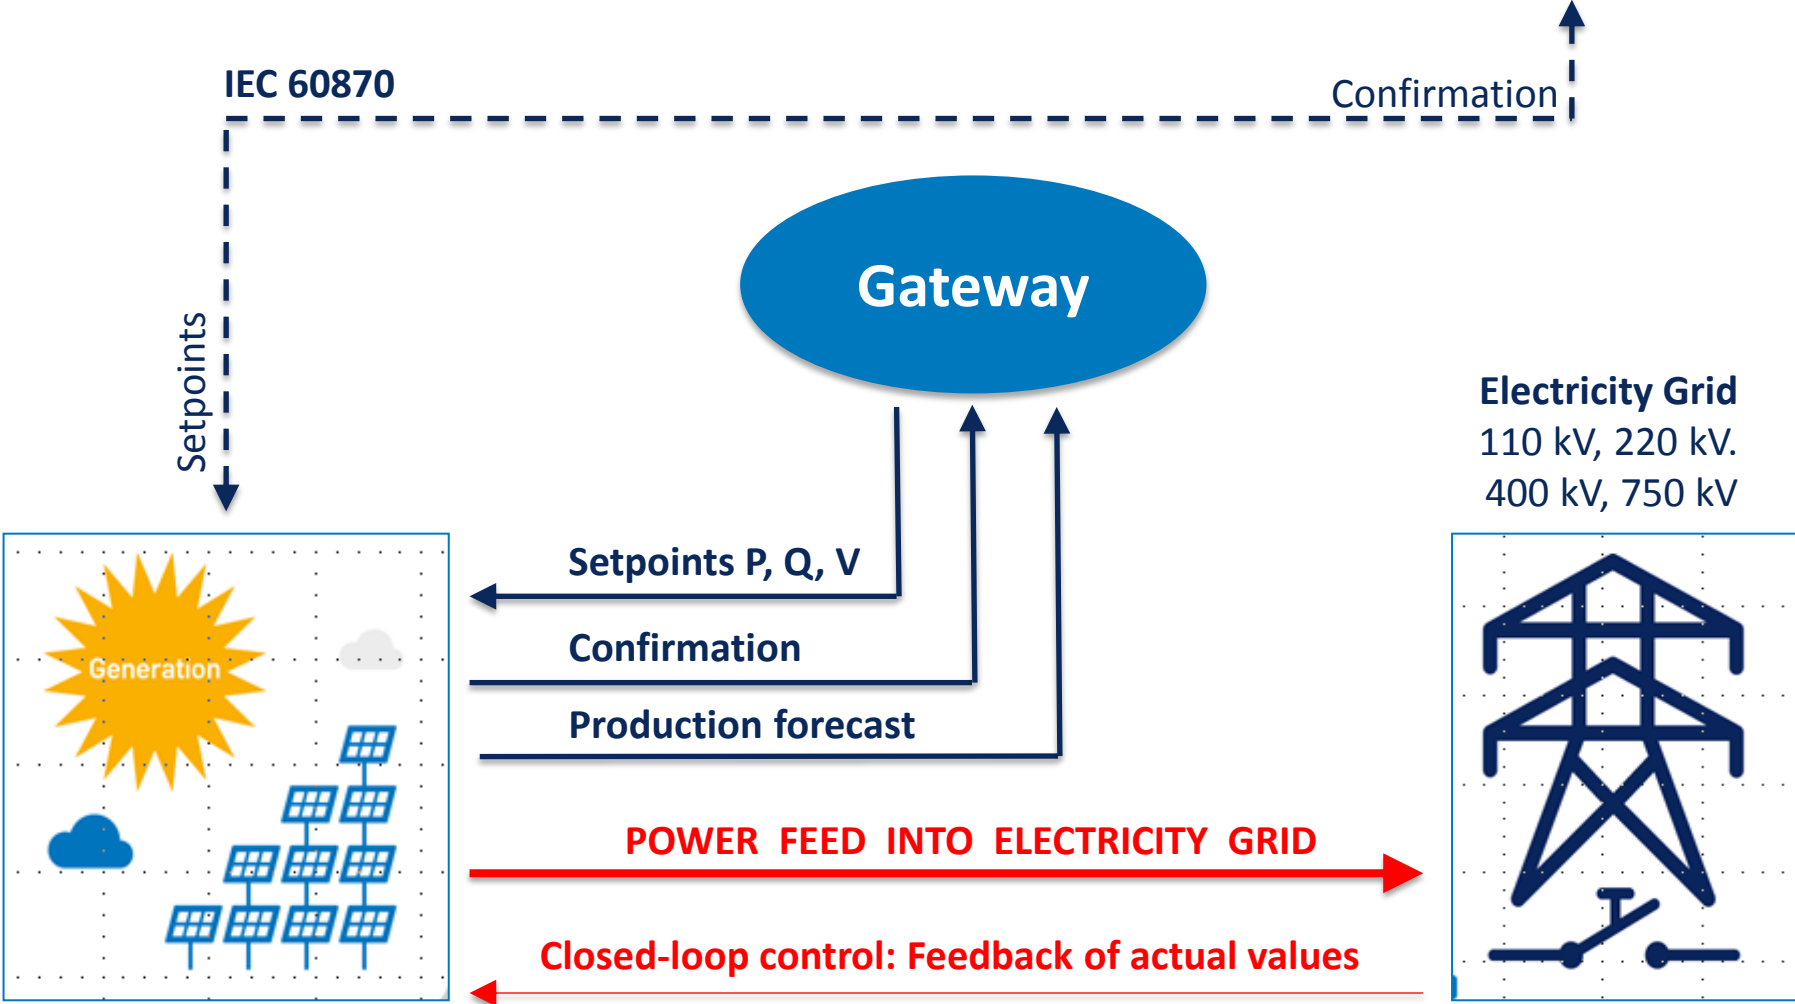 IEC 60870
Confirmation
Gateway
Setpoints
Electricity Grid
110 kV, 220 kV.
400 kV, 750 kV
Setpoints P, Q, V
Confirmation
Generation
Production forecast
POWER FEED INTO ELECTRICITY GRID
Closed-loop control: Feedback of actual values